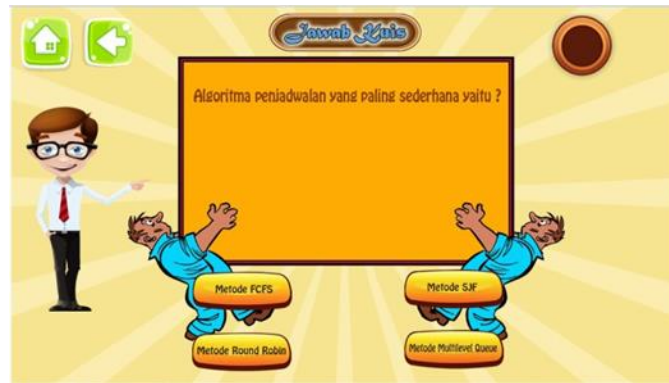 Jawab Kuis
Algoritma penjadwalan yang paling sederhana yaitu ?
Metode FCFS
Metode SJF
Metode Round Robin
Metode Multilevel Queue